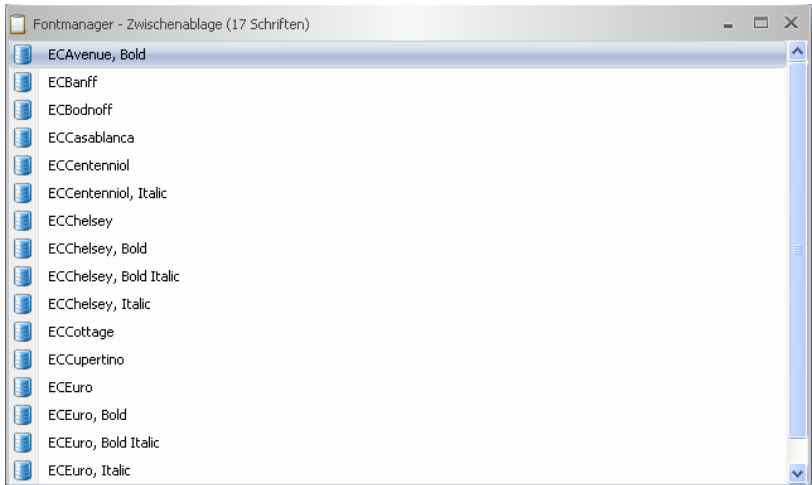 Fontmanager - Zwischenablage (17 Schriften)
ECAvenue, Bold
ECBanff
ECBodnoff
ECCasablanca
ECCentenniol
ECCentenniol, Italic
ECChelsey
ECChelsey, Bold
ECChelsey, Bold Italic
ECChelsey, Italic
ECCottage
ECCupertino
ECEuro
ECEuro, Bold
ECEuro, Bold Italic
ECEuro, Italic